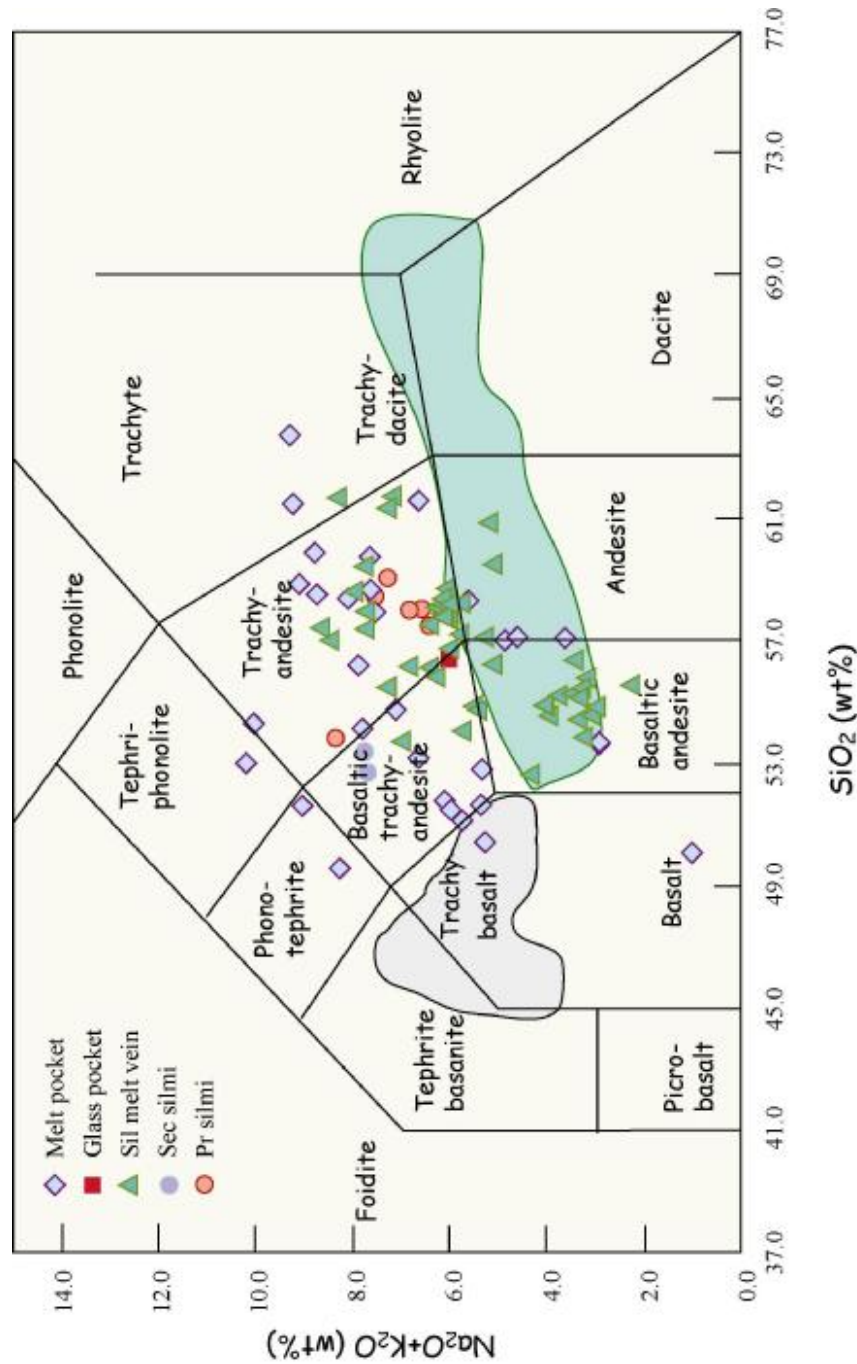 Melt pocket
Glass pocket
Sil melt vein
Sec silmi
Pr silmi
Foidite
Phonolite
Tephri-
phonolite
Phono-
tephrite
Tephrite
basanite
Picro-
basalt
Basalt
Trachy
basalt
Basaltic
trachy-
andesite
Trachy-
andesite
Trachyte
Trachy-
dacite
Rhyolite
Basaltic
andesite
Andesite
Dacite
Na₂O+K₂O (wt%)
14.0
12.0
10.0
8.0
6.0
4.0
2.0
0.0
37.0
41.0
45.0
49.0
53.0
57.0
61.0
65.0
69.0
73.0
77.0
SiO₂ (wt%)